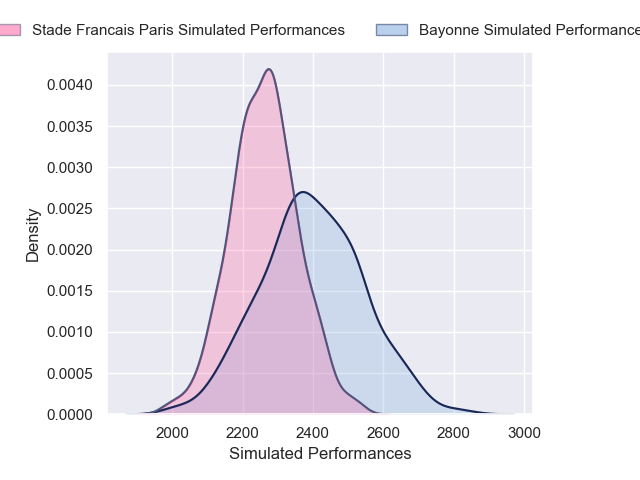 Stade Francais Paris Simulated Performances Bayonne Simulated Performance
0.0040
0.0035
0.0030
0.0025
0.0020
0.0015
0.0010
0.0005
0.0000
Density
2000 2200 2400 2600 2800 3000
Simulated Performances